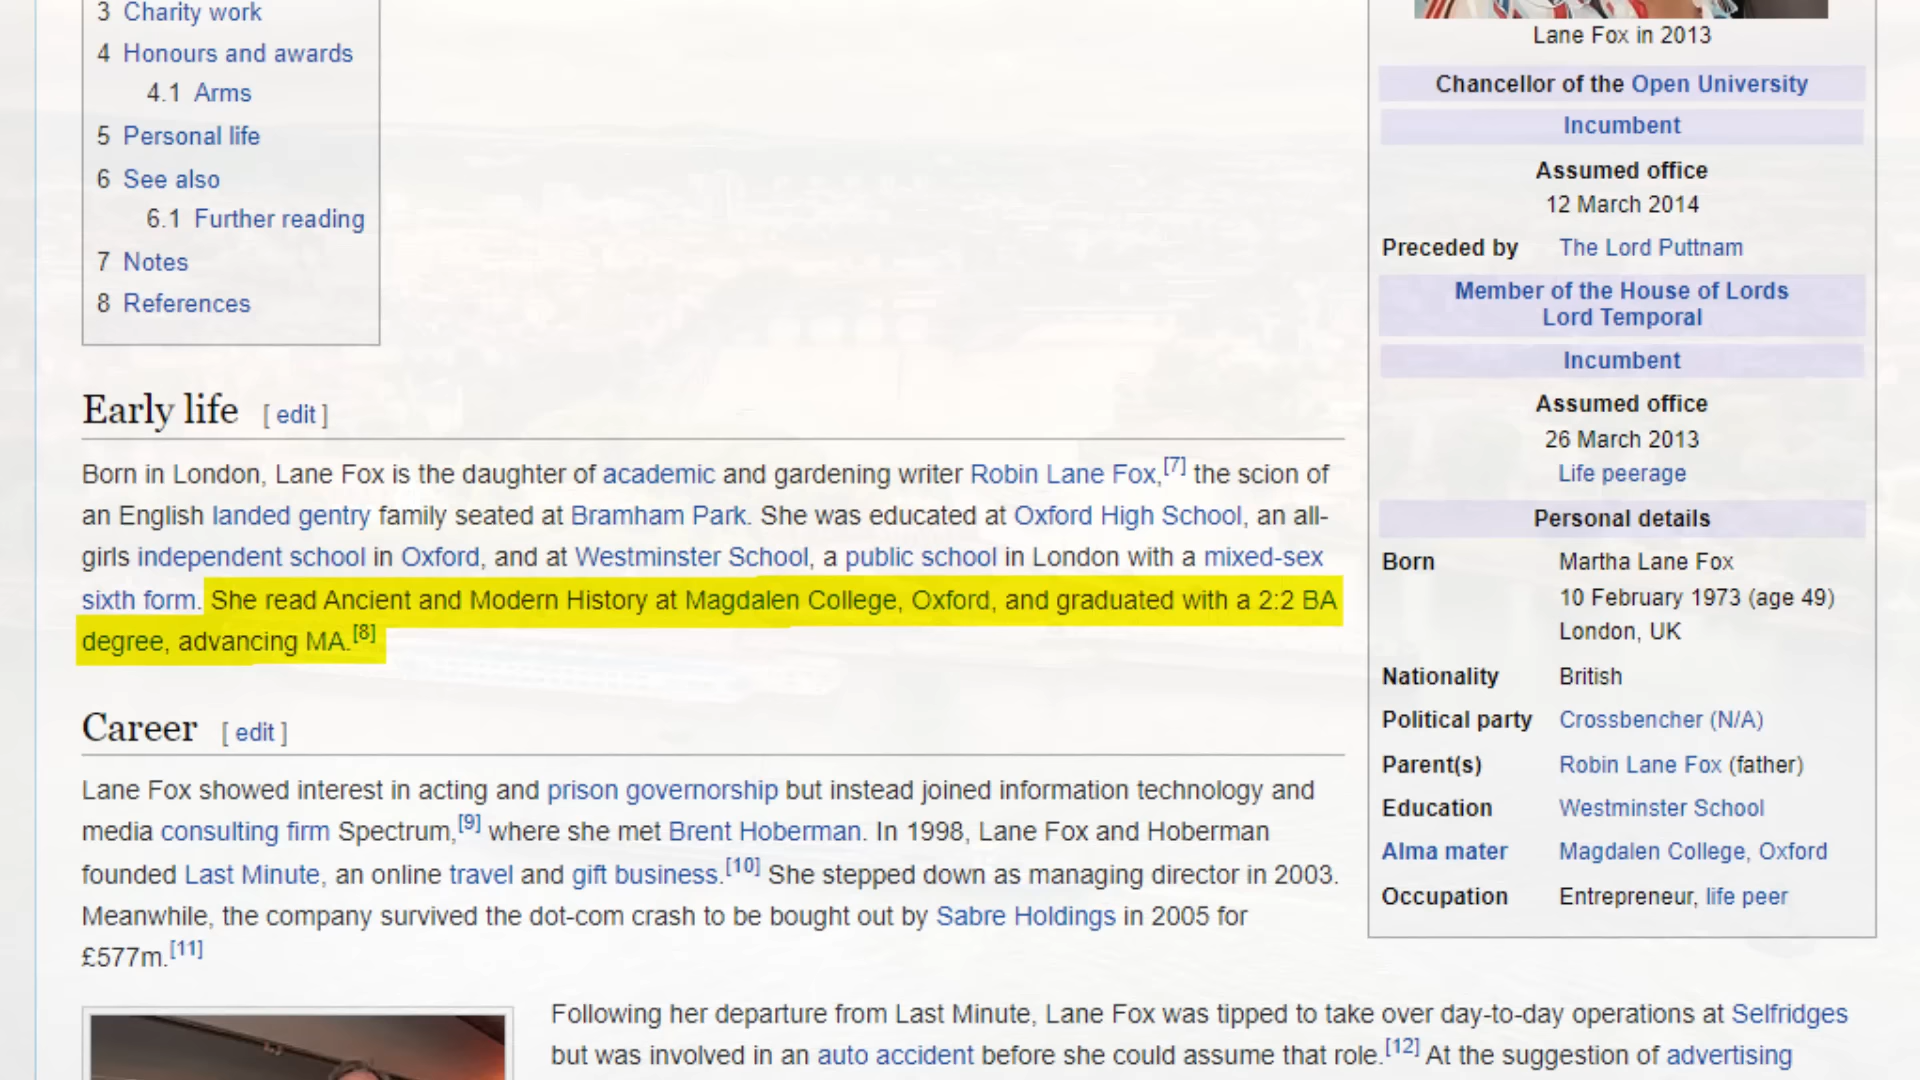 3 Charity work
4 Honours and awards
4.1 Arms
5 Personal life
6 See also
6.1 Further reading
7 Notes
8 References
Early life [ edit ]
Born in London, Lane Fox is the daughter of academic and gardening writer Robin Lane Fox,[7] the scion of
an English landed gentry family seated at Bramham Park. She was educated at Oxford High School, an all-
girls independent school in Oxford, and at Westminster School, a public school in London with a mixed-sex
sixth form. She read Ancient and Modern History at Magdalen College, Oxford, and graduated with a 2:2 BA
degree, advancing MA.[8]
Career [ edit ]
Lane Fox showed interest in acting and prison governorship but instead joined information technology and
media consulting firm Spectrum,[9] where she met Brent Hoberman. In 1998, Lane Fox and Hoberman
founded Last Minute, an online travel and gift business.[10] She stepped down as managing director in 2003.
Meanwhile, the company survived the dot-com crash to be bought out by Sabre Holdings in 2005 for
£577m.[11]
Following her departure from Last Minute, Lane Fox was tipped to take over day-to-day operations at Selfridges
but was involved in an auto accident before she could assume that role.[12] At the suggestion of advertising
Lane Fox in 2013
Chancellor of the Open University
Incumbent
Assumed office
12 March 2014
Preceded by The Lord Puttnam
Member of the House of Lords
Lord Temporal
Incumbent
Assumed office
26 March 2013
Life peerage
Personal details
Born Martha Lane Fox
10 February 1973 (age 49)
London, UK
Nationality British
Political party Crossbencher (N/A)
Parent(s) Robin Lane Fox (father)
Education Westminster School
Alma mater Magdalen College, Oxford
Occupation Entrepreneur, life peer